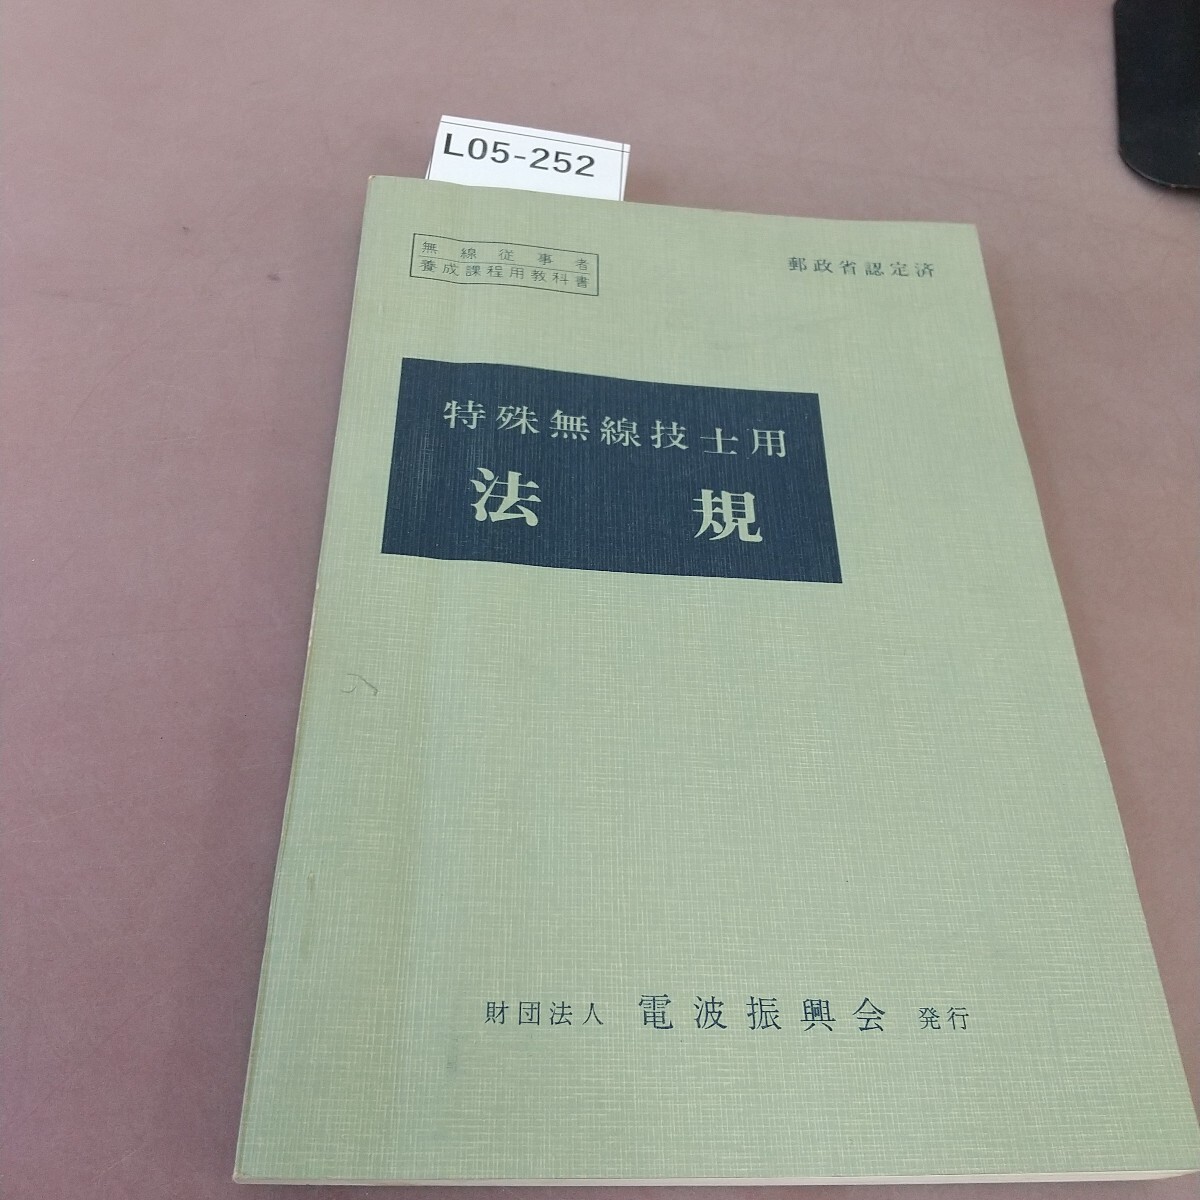 L05-252
無線従事者
養成課程用教科書
郵政省認定済
特殊無線技士用
法規
財団法人 電波振興会 発行